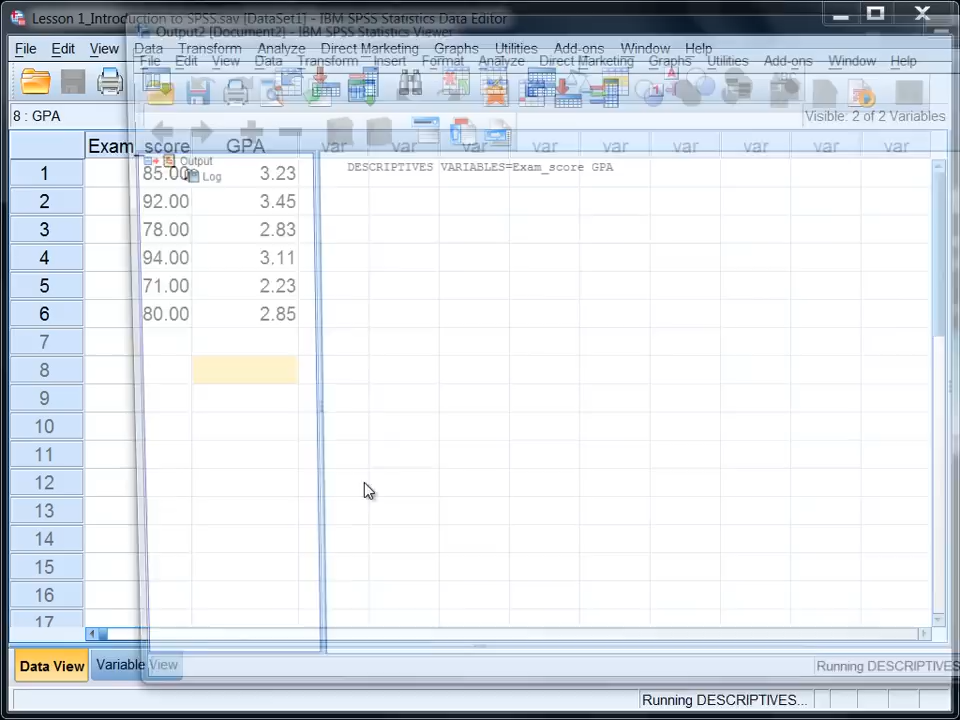 Lesson 1_Introduction to SPSS.sav [DataSet1] - IBM SPSS Statistics Data Editor
Output2 [Document2] - IBM SPSS Statistics Viewer
File Edit View Data Transform Analyze Direct Marketing Graphs Utilities Add-ons Window Help
File Edit View Data Transform Insert Format Analyze Direct Marketing Graphs Utilities Add-ons Window Help
8 : GPA
Visible: 2 of 2 Variables
Exam_score GPA var var var var var var var var var
Output
Log
DESCRIPTIVES VARIABLES=Exam_score GPA
1 85.00 3.23
2 92.00 3.45
3 78.00 2.83
4 94.00 3.11
5 71.00 2.23
6 80.00 2.85
7
8
9
10
11
12
13
14
15
16
17
Data View Variable View
Running DESCRIPTIVES
Running DESCRIPTIVES...